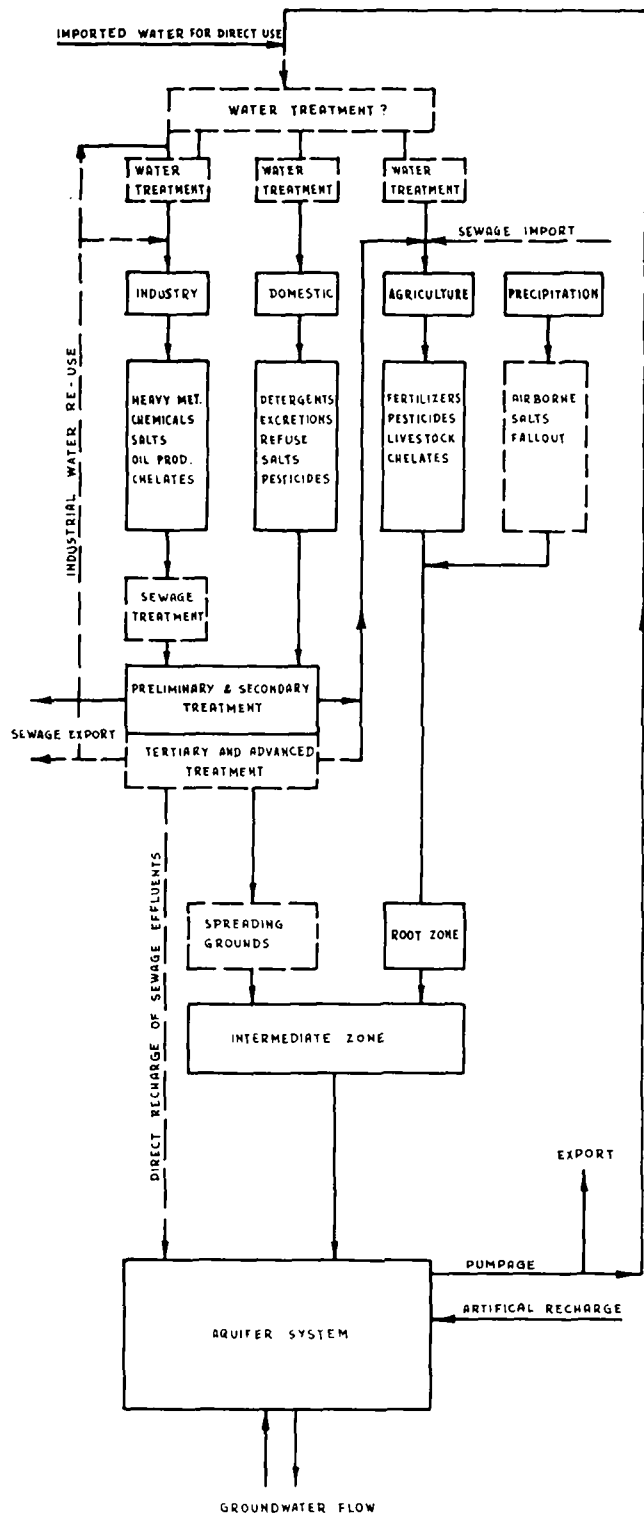 IMPORTED WATER FOR DIRECT USE
WATER TREATMENT?
WATER
TREATMENT
WATER
TREATMENT
WATER
TREATMENT
SEWAGE IMPORT
INDUSTRY
DOMESTIC
AGRICULTURE
PRECIPITATION
HEAVY MET.
CHEMICALS
SALTS
OIL PROD.
CHELATES
DETERGENTS
EXCRETIONS
REFUSE
SALTS
PESTICIDES
FERTILIZERS
PESTICIDES
LIVESTOCK
CHELATES
AIRBORNE
SALTS
FALLOUT
INDUSTRIAL WATER RE-USE
SEWAGE
TREATMENT
PRELIMINARY & SECONDARY
TREATMENT
SEWAGE EXPORT
TERTIARY AND ADVANCED
TREATMENT
DIRECT RECHARGE OF SEWAGE EFFLUENTS
SPREADING
GROUNDS
ROOT ZONE
INTERMEDIATE ZONE
EXPORT
PUMPAGE
ARTIFICAL RECHARGE
AQUIFER SYSTEM
GROUNDWATER FLOW